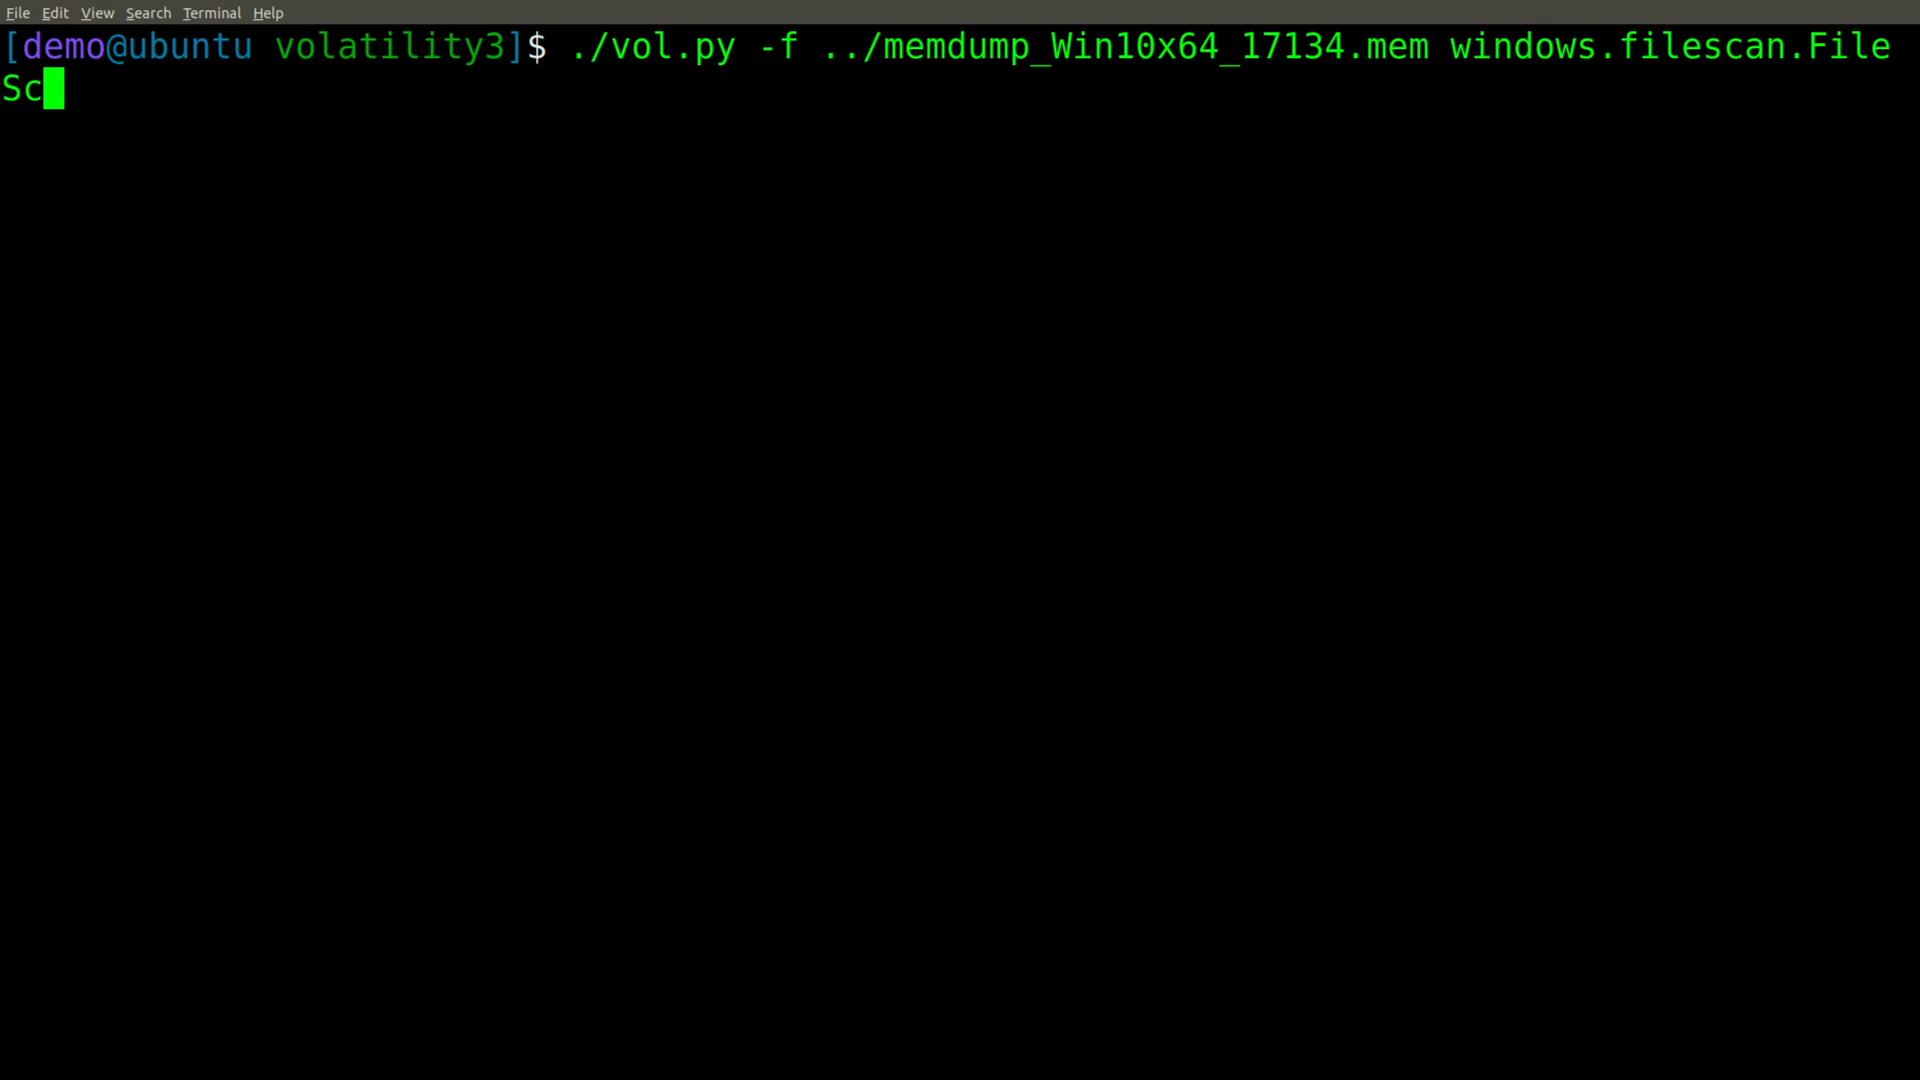 File Edit View Search Terminal Help
[demo@ubuntu volatility3]$ ./vol.py -f ../memdump_Win10x64_17134.mem windows.filescan.File
Sc